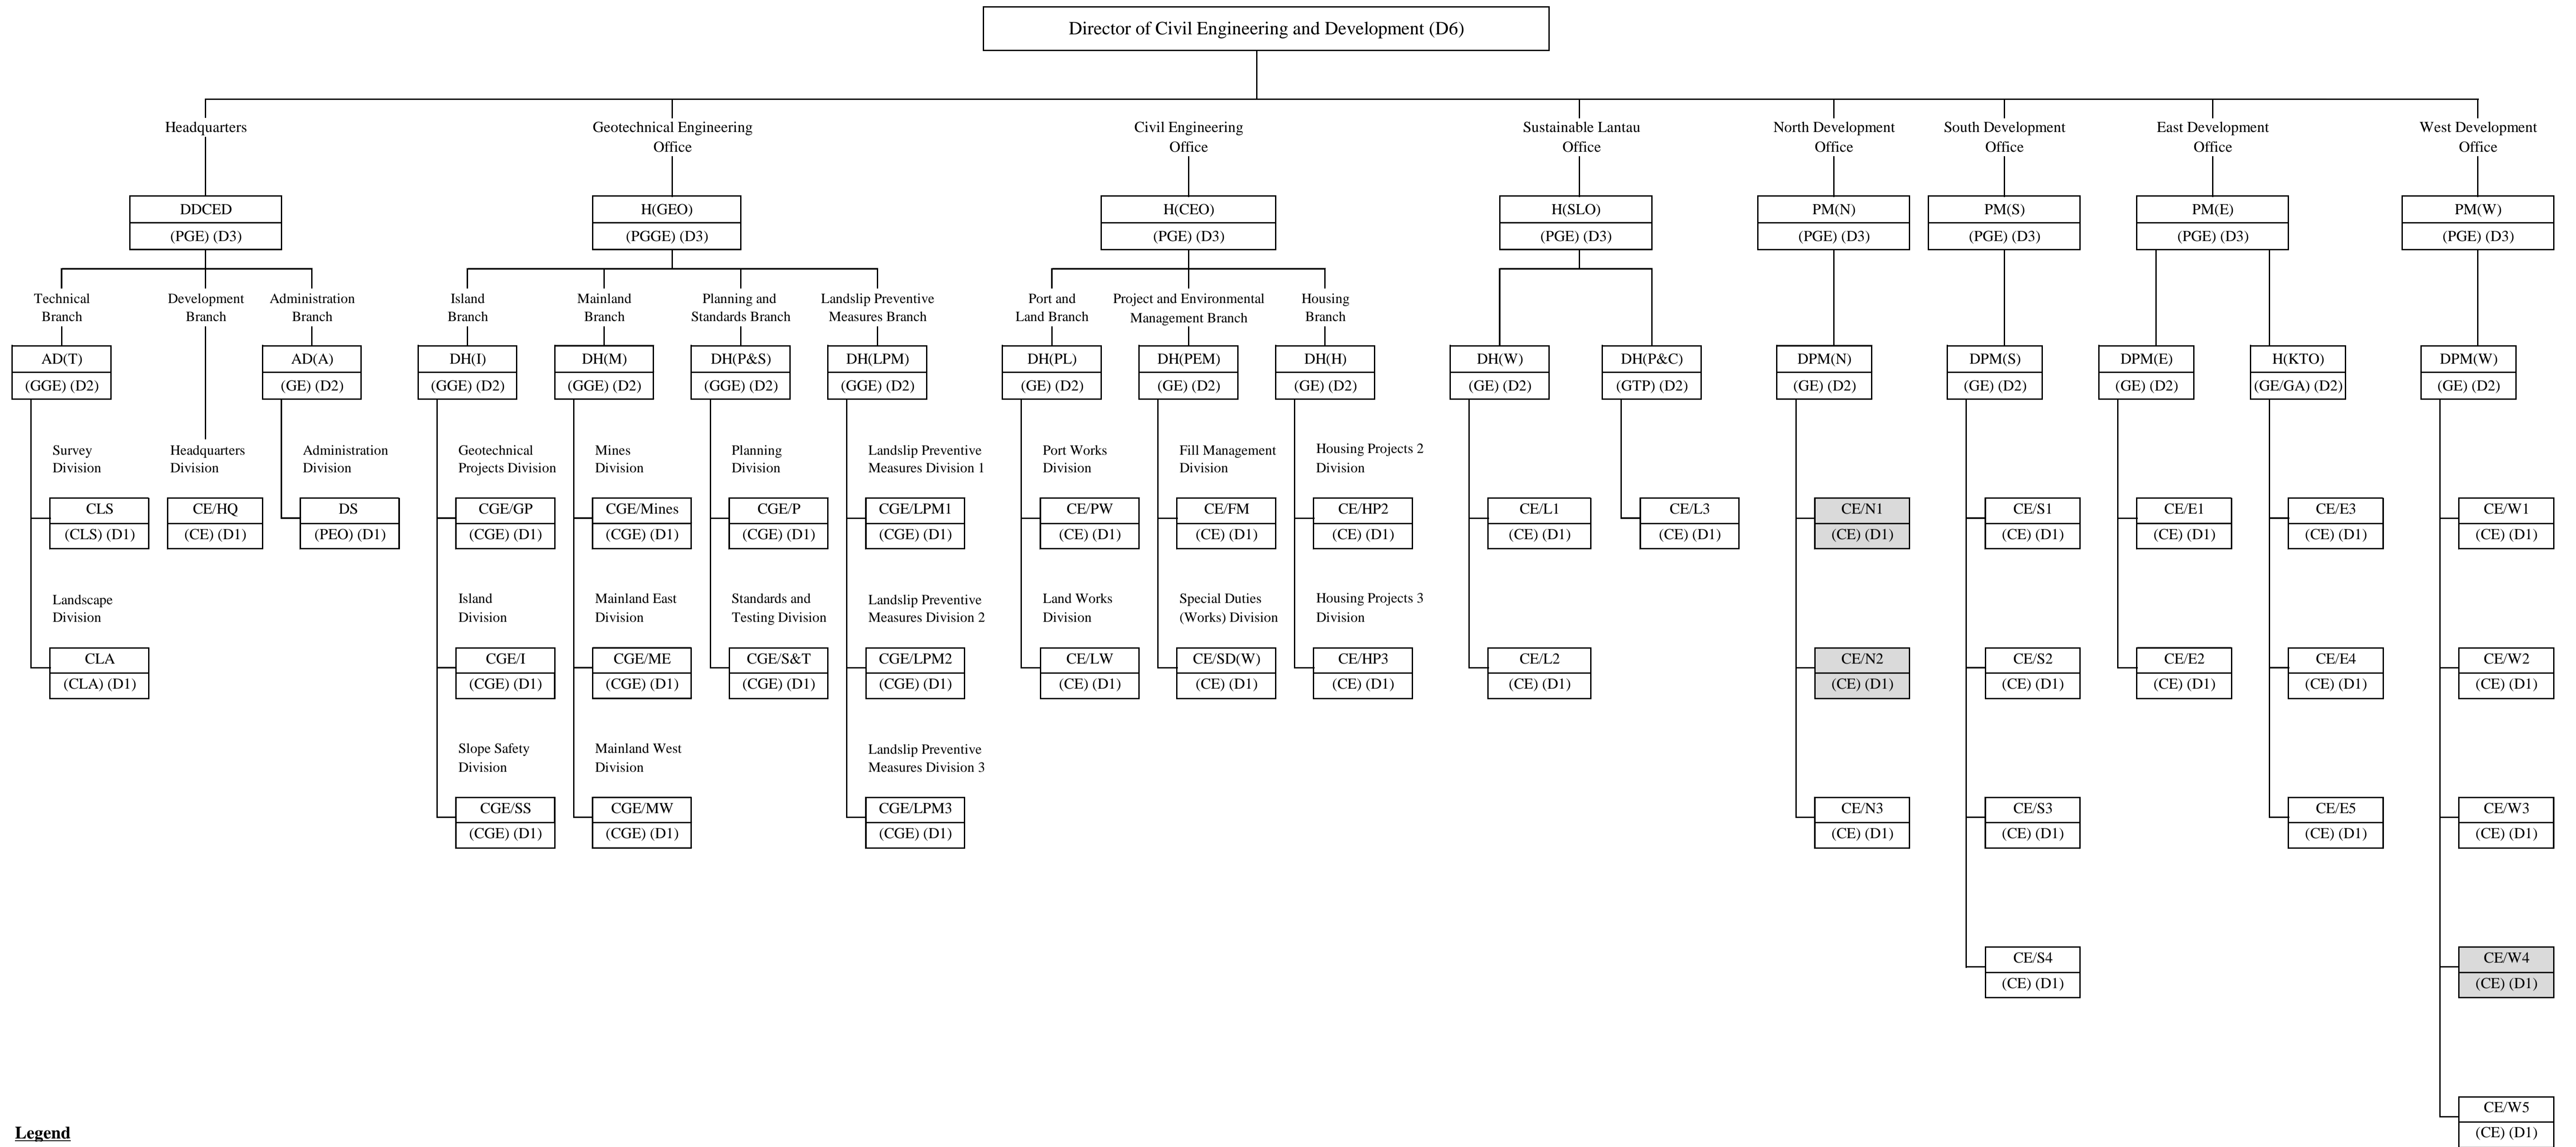 Director of Civil Engineering and Development (D6)
Headquarters
Geotechnical Engineering
Office
Civil Engineering
Office
Sustainable Lantau
Office
North Development
Office
South Development
Office
East Development
Office
West Development
Office
DDCED
(PGE) (D3)
H(GEO)
(PGGE) (D3)
H(CEO)
(PGE) (D3)
H(SLO)
(PGE) (D3)
PM(N)
(PGE) (D3)
PM(S)
(PGE) (D3)
PM(E)
(PGE) (D3)
PM(W)
(PGE) (D3)
Technical
Branch
Development
Branch
Administration
Branch
Island
Branch
Mainland
Branch
Planning and
Standards Branch
Landslip Preventive
Measures Branch
Port and
Land Branch
Project and Environmental
Management Branch
Housing
Branch
AD(T)
(GGE) (D2)
AD(A)
(GE) (D2)
DH(I)
(GGE) (D2)
DH(M)
(GGE) (D2)
DH(P&S)
(GGE) (D2)
DH(LPM)
(GGE) (D2)
DH(PL)
(GE) (D2)
DH(PEM)
(GE) (D2)
DH(H)
(GE) (D2)
DH(W)
(GE) (D2)
DH(P&C)
(GTP) (D2)
DPM(N)
(GE) (D2)
DPM(S)
(GE) (D2)
DPM(E)
(GE) (D2)
H(KTO)
(GE/GA) (D2)
DPM(W)
(GE) (D2)
Survey
Division
Headquarters
Division
Administration
Division
Geotechnical
Projects Division
Mines
Division
Planning
Division
Landslip Preventive
Measures Division 1
Port Works
Division
Fill Management
Division
Housing Projects 2
Division
CLS
(CLS) (D1)
CE/HQ
(CE) (D1)
DS
(PEO) (D1)
CGE/GP
(CGE) (D1)
CGE/Mines
(CGE) (D1)
CGE/P
(CGE) (D1)
CGE/LPM1
(CGE) (D1)
CE/PW
(CE) (D1)
CE/FM
(CE) (D1)
CE/HP2
(CE) (D1)
CE/L1
(CE) (D1)
CE/L3
(CE) (D1)
CE/N1
(CE) (D1)
CE/S1
(CE) (D1)
CE/E1
(CE) (D1)
CE/E3
(CE) (D1)
CE/W1
(CE) (D1)
Landscape
Division
Island
Division
Mainland East
Division
Standards and
Testing Division
Landslip Preventive
Measures Division 2
Land Works
Division
Special Duties
(Works) Division
Housing Projects 3
Division
CLA
(CLA) (D1)
CGE/I
(CGE) (D1)
CGE/ME
(CGE) (D1)
CGE/S&T
(CGE) (D1)
CGE/LPM2
(CGE) (D1)
CE/LW
(CE) (D1)
CE/SD(W)
(CE) (D1)
CE/HP3
(CE) (D1)
CE/L2
(CE) (D1)
CE/N2
(CE) (D1)
CE/S2
(CE) (D1)
CE/E2
(CE) (D1)
CE/E4
(CE) (D1)
CE/W2
(CE) (D1)
Slope Safety
Division
Mainland West
Division
Landslip Preventive
Measures Division 3
CGE/SS
(CGE) (D1)
CGE/MW
(CGE) (D1)
CGE/LPM3
(CGE) (D1)
CE/N3
(CE) (D1)
CE/S3
(CE) (D1)
CE/E5
(CE) (D1)
CE/W3
(CE) (D1)
CE/S4
(CE) (D1)
CE/W4
(CE) (D1)
CE/W5
(CE) (D1)
Legend